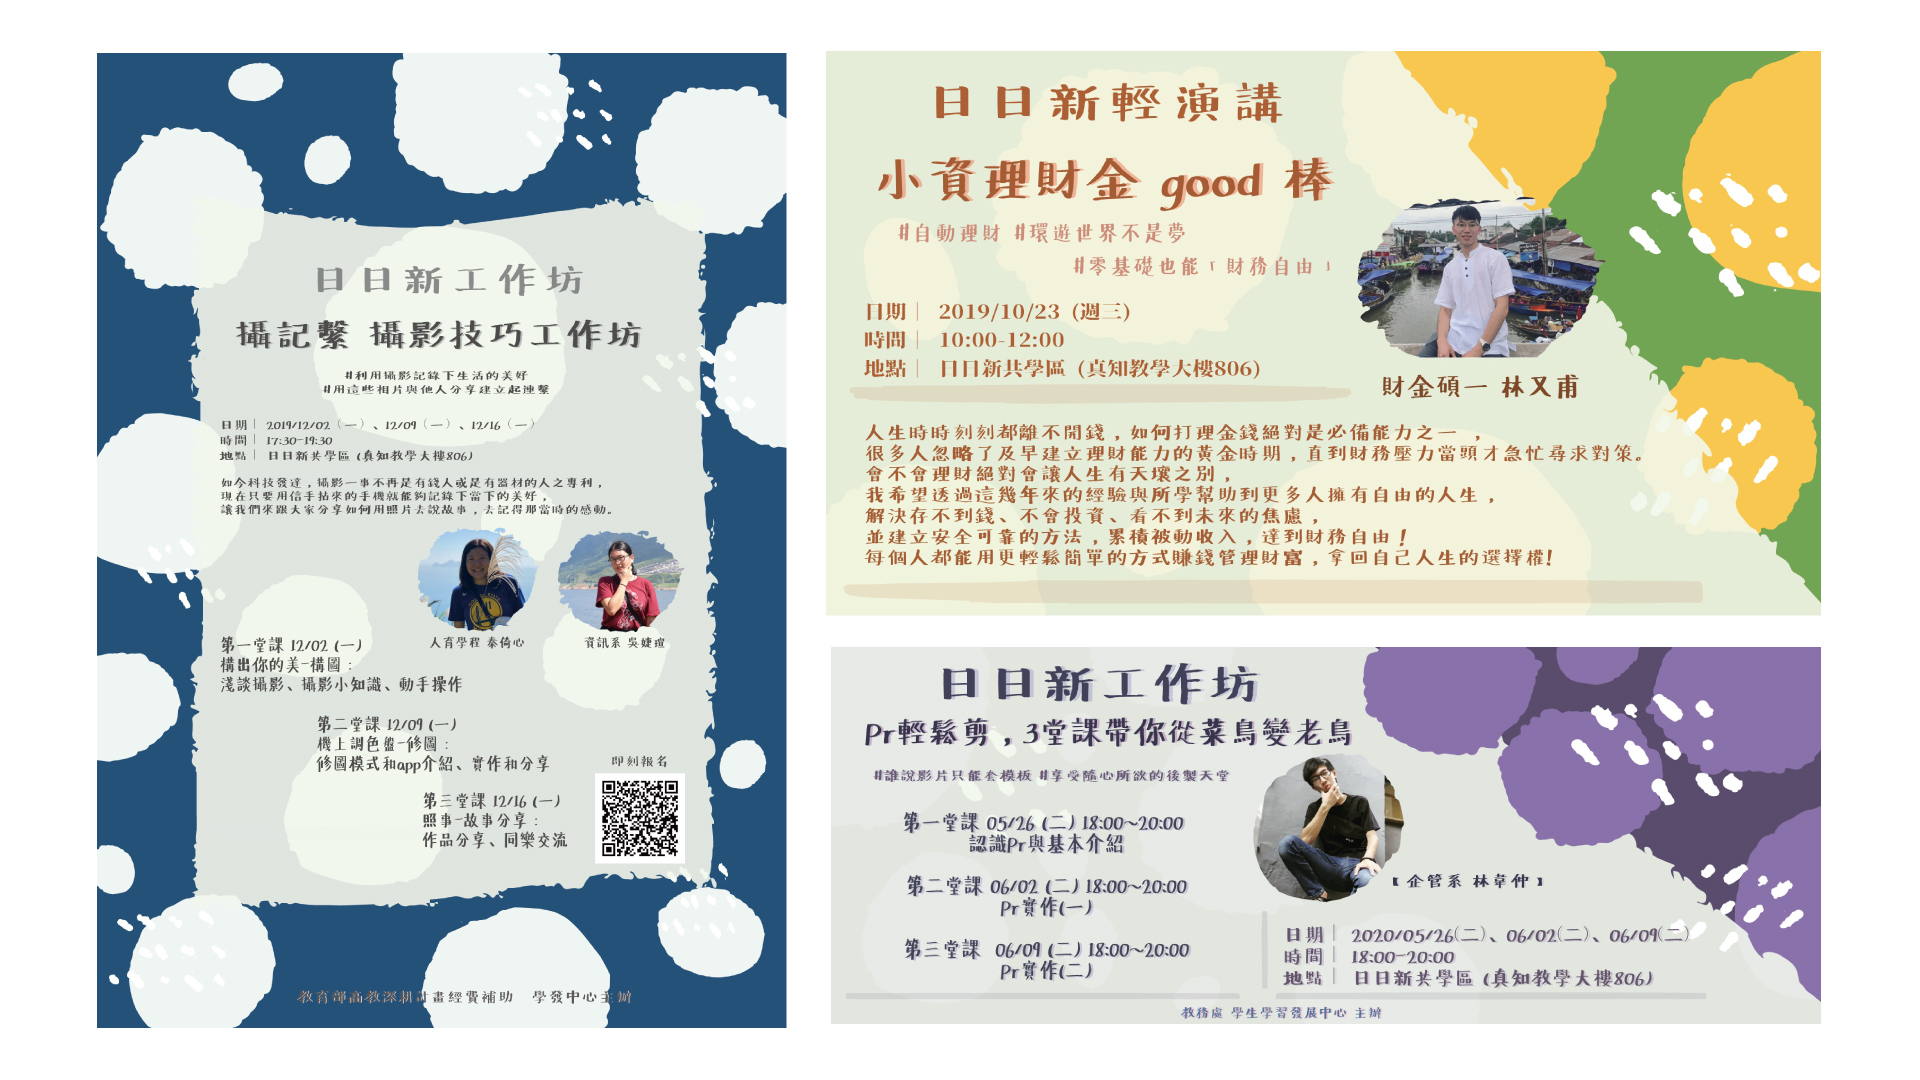 日日新工作坊
攝記繫 攝影技巧工作坊
#利用攝影記錄下生活的美好
#用這些相片與他人分享建立起連繫
日期｜ 2019/12/02（一）、12/09（一）、12/16（一）
時間｜ 17:30-19:30
地點｜ 日日新共學區 (真知教學大樓806)
如今科技發達，攝影一事不再是有錢人或是有器材的人之專利，
現在只要用信手拈來的手機就能夠記錄下當下的美好，
讓我們來跟大家分享如何用照片去說故事，去記得那當時的感動。
人育學程 秦倚心
資訊系 吳婕瑄
第一堂課 12/02 (一)
構出你的美-構圖：
淺談攝影、攝影小知識、動手操作
第二堂課 12/09 (一)
機上調色盤-修圖：
修圖模式和app介紹、實作和分享
即刻報名
第三堂課 12/16 (一)
照事-故事分享：
作品分享、同樂交流
教育部高教深耕計畫經費補助 學發中心主辦
日日新輕演講
小資理財金 good 棒
#自動理財 #環遊世界不是夢
#零基礎也能「財務自由」
日期｜ 2019/10/23 (週三)
時間｜ 10:00-12:00
地點｜ 日日新共學區 (真知教學大樓806)
財金碩一 林又甫
人生時時刻刻都離不開錢，如何打理金錢絕對是必備能力之一 ，
很多人忽略了及早建立理財能力的黃金時期，直到財務壓力當頭才急忙尋求對策。
會不會理財絕對會讓人生有天壤之別，
我希望透過這幾年來的經驗與所學幫助到更多人擁有自由的人生，
解決存不到錢、不會投資、看不到未來的焦慮，
並建立安全可靠的方法，累積被動收入，達到財務自由！
每個人都能用更輕鬆簡單的方式賺錢管理財富，拿回自己人生的選擇權!
日日新工作坊
Pr輕鬆剪，3堂課帶你從菜鳥變老鳥
#誰說影片只能套模板 #享受隨心所欲的後製天堂
第一堂課 05/26 (二) 18:00~20:00
認識Pr與基本介紹
第二堂課 06/02 (二) 18:00~20:00
Pr實作(一)
第三堂課 06/09 (二) 18:00~20:00
Pr實作(二)
【 企管系 林韋仲 】
日期｜ 2020/05/26(二)、06/02(二)、06/09(二)
時間｜ 18:00-20:00
地點｜ 日日新共學區 (真知教學大樓806)
教務處 學生學習發展中心 主辦